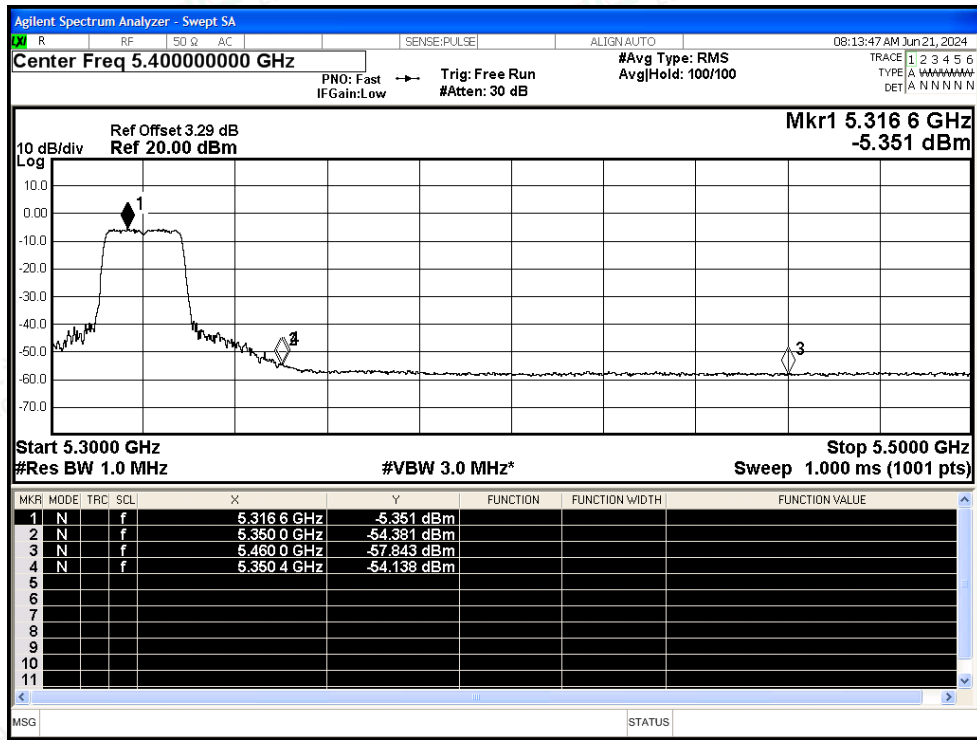 Agilent Spectrum Analyzer - Swept SA
LXI R RF 50 Ω AC SENSE:PULSE ALIGN AUTO 08:13:47 AM Jun 21, 2024
Center Freq 5.400000000 GHz
PNO: Fast Trig: Free Run #Avg Type: RMS TRACE 1 2 3 4 5 6
IFGain:Low #Atten: 30 dB Avg|Hold: 100/100 TYPE A WWWWW
DET A N N N N N
Mkr1 5.316 6 GHz
-5.351 dBm
Ref Offset 3.29 dB
10 dB/div Ref 20.00 dBm
Log
10.0
0.00
-10.0
-20.0
-30.0
-40.0
-50.0
-60.0
-70.0
1
2 4
3
Start 5.3000 GHz Stop 5.5000 GHz
#Res BW 1.0 MHz #VBW 3.0 MHz* Sweep 1.000 ms (1001 pts)
MKR MODE TRC SCL X Y FUNCTION FUNCTION WIDTH FUNCTION VALUE
1 N f 5.316 6 GHz -5.351 dBm
2 N f 5.350 0 GHz -54.381 dBm
3 N f 5.460 0 GHz -57.843 dBm
4 N f 5.350 4 GHz -54.138 dBm
5
6
7
8
9
10
11
MSG STATUS